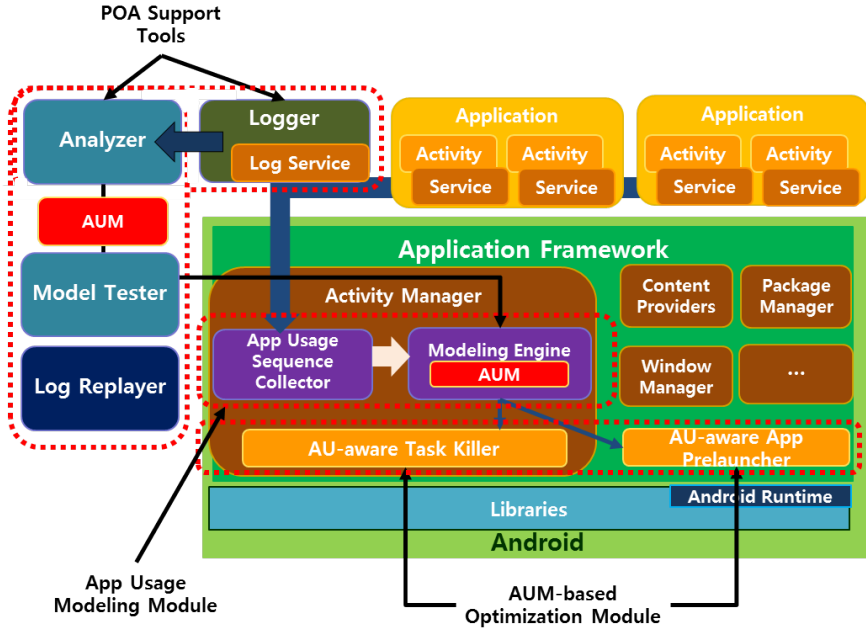 POA Support
Tools
Analyzer
Logger
Log Service
Application
Activity
Activity
Service
Service
Application
Activity
Activity
Service
Service
AUM
Model Tester
Log Replayer
Application Framework
Activity Manager
App Usage
Sequence
Collector
Modeling Engine
AUM
Content
Providers
Package
Manager
Window
Manager
...
AU-aware Task Killer
AU-aware App
Prelauncher
Android Runtime
Libraries
Android
App Usage
Modeling Module
AUM-based
Optimization Module